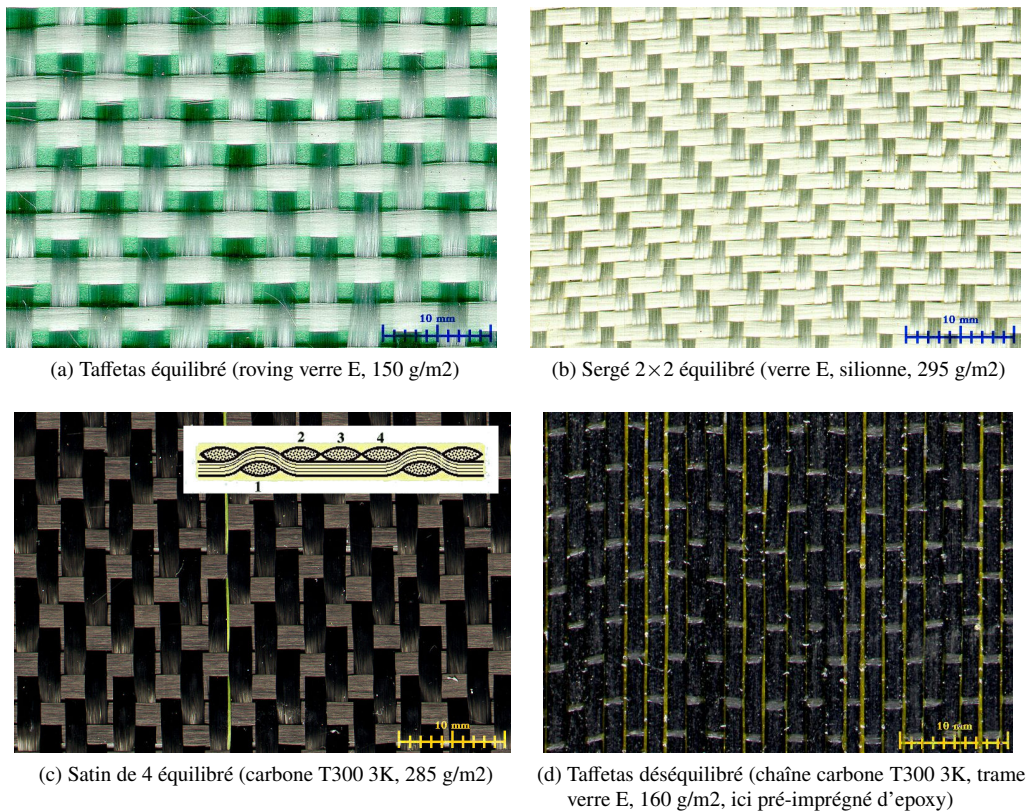 10 mm
(a) Taffetas équilibré (roving verre E, 150 g/m2)
10 mm
(b) Sergé 2×2 équilibré (verre E, silionne, 295 g/m2)
2 3 4
1
10 mm
(c) Satin de 4 équilibré (carbone T300 3K, 285 g/m2)
10 mm
(d) Taffetas déséquilibré (chaîne carbone T300 3K, trame
verre E, 160 g/m2, ici pré-imprégné d'epoxy)